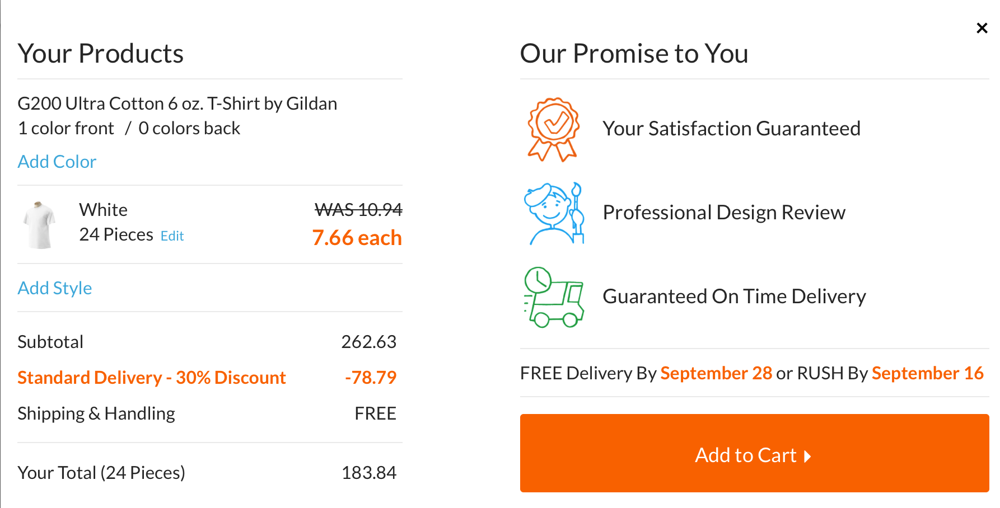 Your Products
G200 Ultra Cotton 6 oz. T-Shirt by Gildan
1 color front / 0 colors back
Add Color
White
WAS 10.94
24 Pieces Edit
7.66 each
Add Style
Subtotal 262.63
Standard Delivery - 30% Discount -78.79
Shipping & Handling FREE
Your Total (24 Pieces) 183.84
Our Promise to You
Your Satisfaction Guaranteed
Professional Design Review
Guaranteed On Time Delivery
FREE Delivery By September 28 or RUSH By September 16
Add to Cart